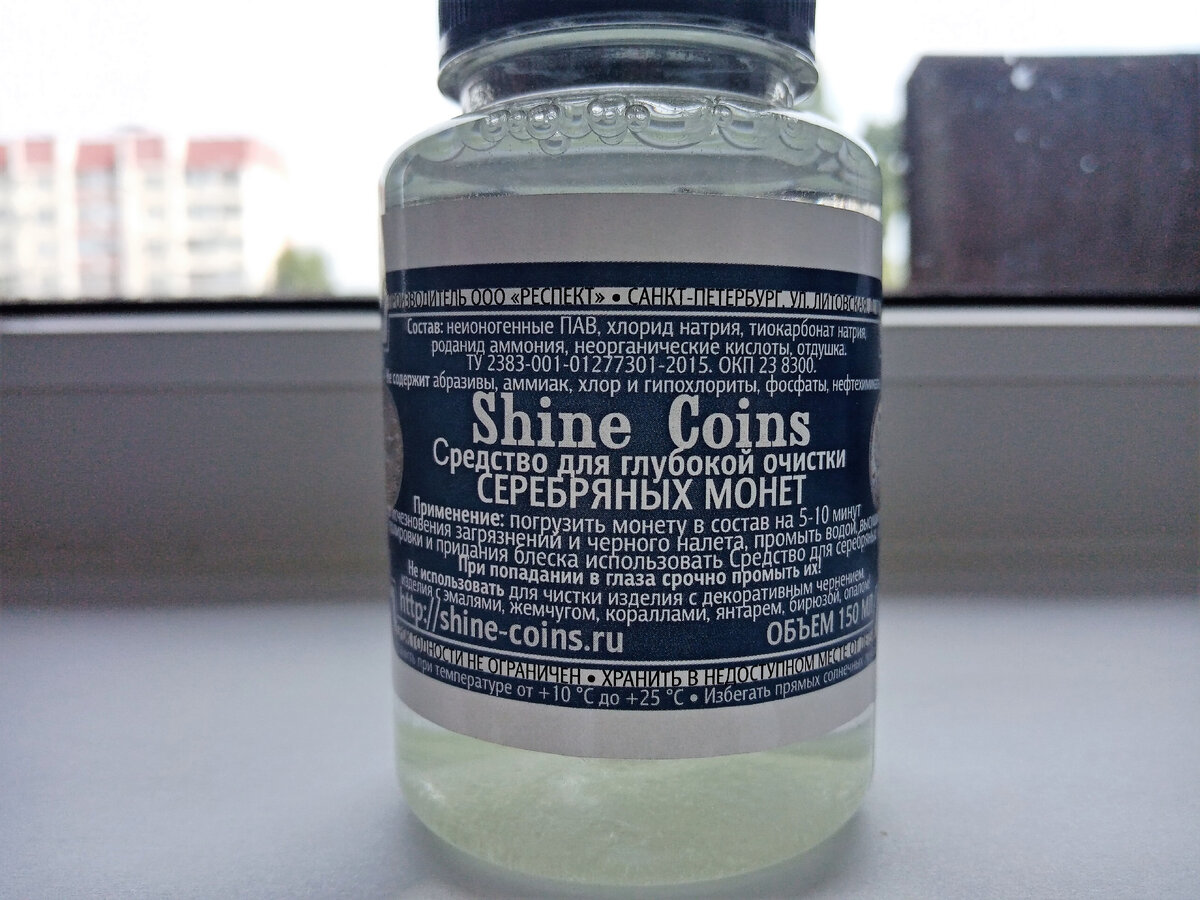 ПРОИЗВОДИТЕЛЬ ООО «РЕСПЕКТ» • САНКТ-ПЕТЕРБУРГ. УЛ. ЛИТОВСКАЯ
Состав: неионогенные ПАВ, хлорид натрия, тиокарбонат натрия,
роданид аммония, неорганические кислоты, отдушка.
ТУ 2383-001-01277301-2015. ОКП 23 8300.
Не содержит абразивы, аммиак, хлор и гипохлориты, фосфаты,
Shine Coins
Средство для глубокой очистки
СЕРЕБРЯНЫХ МОНЕТ
Применение: погрузить монету в состав на 5-10 минут
загрязнений и черного налета, промыть водой,
и придания блеска использовать Средство для
При попадании в глаза срочно промыть их!
Не использовать для чистки изделия с декоративным чернением,
изделия с эмалями, жемчугом, кораллами, янтарем, бирюзой, опалом!
http://shine-coins.ru
ОБЪЕМ 150 МЛ
ГОДНОСТИ НЕ ОГРАНИЧЕН • ХРАНИТЬ В НЕДОСТУПНОМ МЕСТЕ ОТ
при температуре от +10 °С до +25 °С • Избегать прямых солнечных